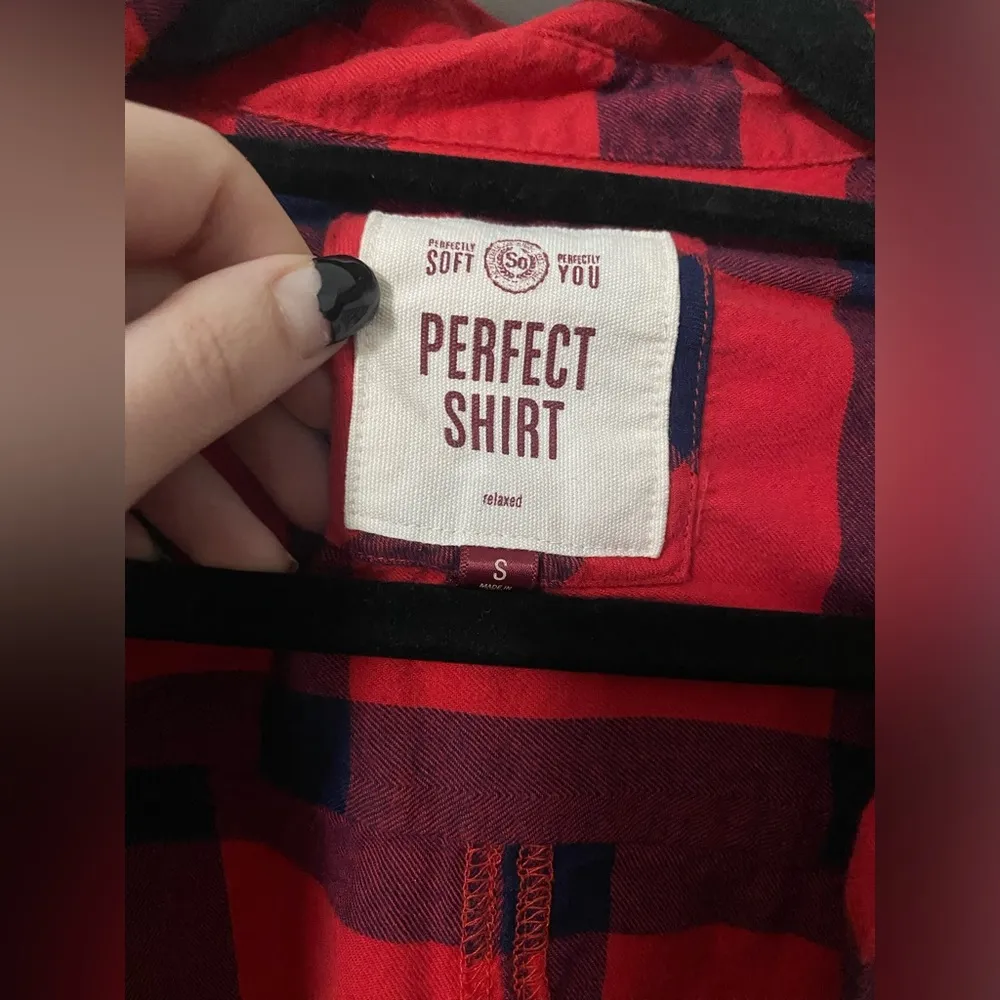 PERFECTLY SOFT
So
PERFECTLY YOU
PERFECT
SHIRT
relaxed
S
MADE IN